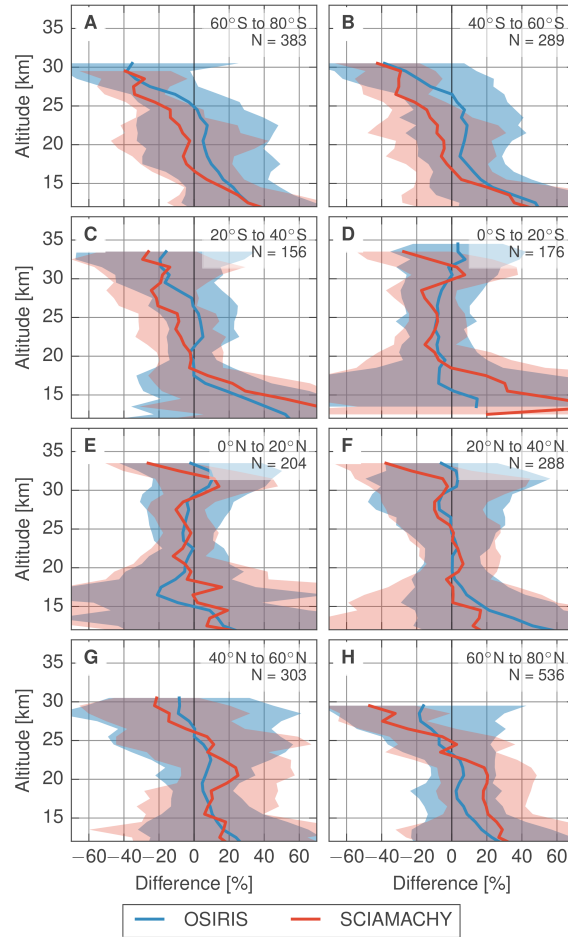 A 60°S to 80°S
N = 383
B 40°S to 60°S
N = 289
Altitude [km]
35
30
25
20
15
C 20°S to 40°S
N = 156
D 0°S to 20°S
N = 176
Altitude [km]
35
30
25
20
15
E 0°N to 20°N
N = 204
F 20°N to 40°N
N = 288
Altitude [km]
35
30
25
20
15
G 40°N to 60°N
N = 303
H 60°N to 80°N
N = 536
Altitude [km]
35
30
25
20
15
−60 −40 −20 0 20 40 60
−60 −40 −20 0 20 40 60
Difference [%] Difference [%]
OSIRIS SCIAMACHY